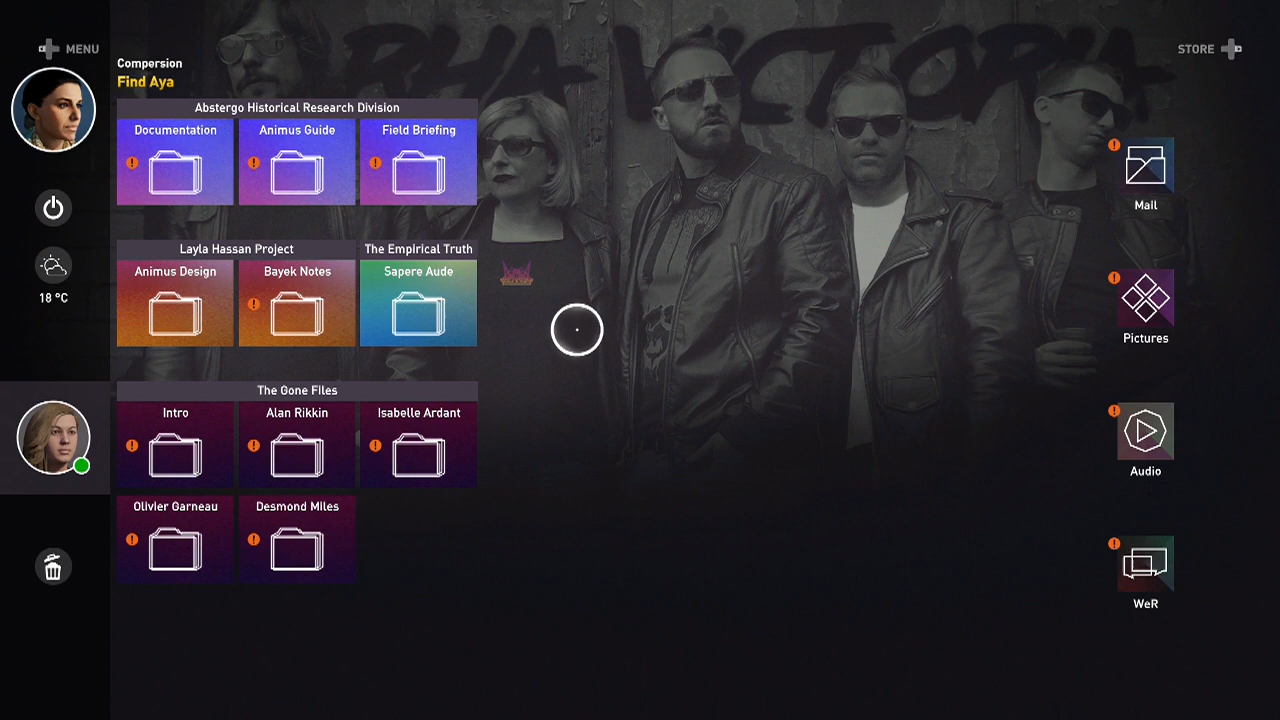 MENU
STORE
Compersion
Find Aya
Abstergo Historical Research Division
Documentation
Animus Guide
Field Briefing
Layla Hassan Project
The Empirical Truth
Animus Design
Bayek Notes
Sapere Aude
18 °C
The Gone Files
Intro
Alan Rikkin
Isabelle Ardant
Olivier Garneau
Desmond Miles
Mail
Pictures
Audio
WeR